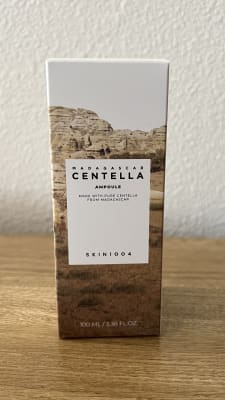 MADAGASCAR
CENTELLA
AMPOULE
MADE WITH PURE CENTELLA
FROM MADAGASCAR
SKIN1004
100 ML / 3.38 FL.OZ.